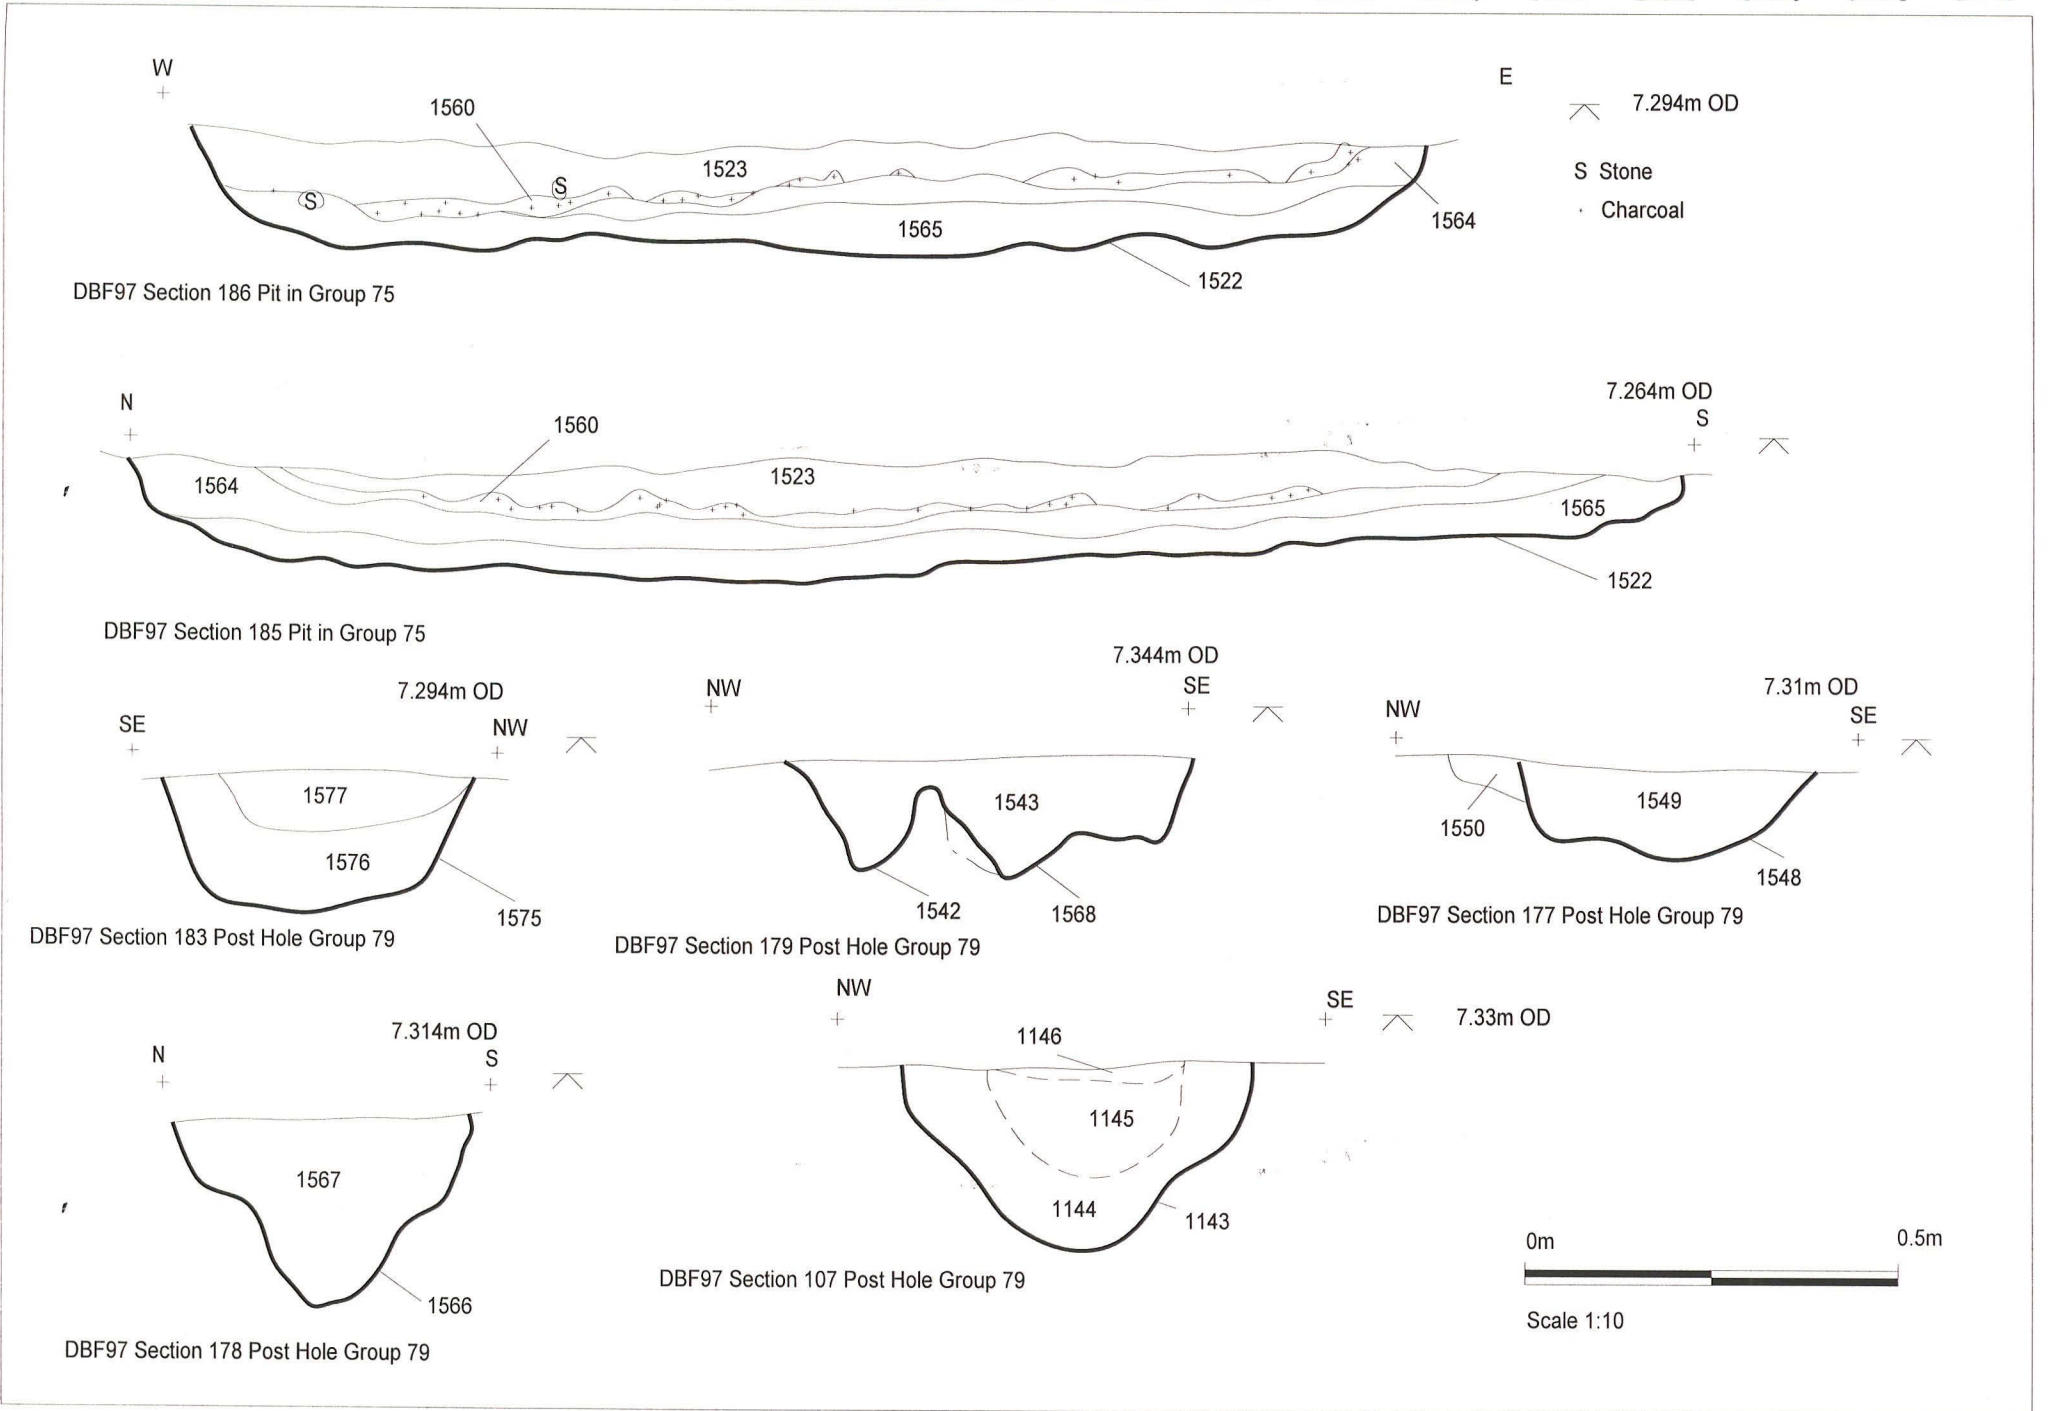 W
E
7.294m OD
1560
1523
S
S
S Stone
Charcoal
1564
1565
1522
DBF97 Section 186 Pit in Group 75
7.264m OD
N
S
1560
1523
1564
1565
1522
DBF97 Section 185 Pit in Group 75
7.294m OD
SE
NW
1577
1576
1575
DBF97 Section 183 Post Hole Group 79
7.344m OD
NW
SE
1543
1542
1568
DBF97 Section 179 Post Hole Group 79
7.31m OD
NW
SE
1549
1550
1548
DBF97 Section 177 Post Hole Group 79
7.314m OD
N
S
1567
1566
DBF97 Section 178 Post Hole Group 79
NW
SE
7.33m OD
1146
1145
1144
1143
DBF97 Section 107 Post Hole Group 79
0m
0.5m
Scale 1:10